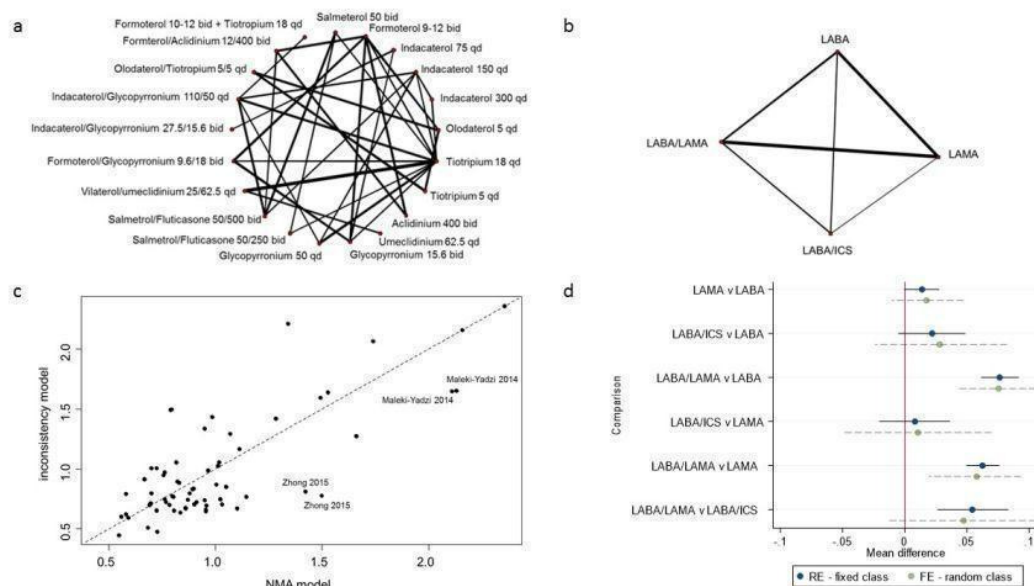 a
Formoterol 10-12 bid + Tiotripium 18 qd
Formterol/Aclidinium 12/400 bid
Olodaterol/Tiotropium 5/5 qd
Indacaterol/Glycopyrronium 110/50 qd
Indacaterol/Glycopyrronium 27.5/15.6 bid
Formoterol/Glycopyrronium 9.6/18 bid
Vilaterol/umeclidinium 25/62.5 qd
Salmetrol/Fluticasone 50/500 bid
Salmetrol/Fluticasone 50/250 bid
Glycopyrronium 50 qd
Salmeterol 50 bid
Formoterol 9-12 bid
Indacaterol 75 qd
Indacaterol 150 qd
Indacaterol 300 qd
Olodaterol 5 qd
Tiotripium 18 qd
Tiotripium 5 qd
Aclidinium 400 bid
Umeclidinium 62.5 qd
Glycopyrronium 15.6 bid
b
LABA
LABA/LAMA
LAMA
LABA/ICS
c
inconsistency model
2.0
1.5
1.0
0.5
Maleki-Yadzi 2014
Maleki-Yadzi 2014
Zhong 2015
Zhong 2015
0.5 1.0 1.5 2.0
NMA model
d
Comparison
LAMA v LABA
LABA/ICS v LABA
LABA/LAMA v LABA
LABA/ICS v LAMA
LABA/LAMA v LAMA
LABA/LAMA v LABA/ICS
-.1 -.05 0 .05 .1
Mean difference
RE - fixed class FE - random class